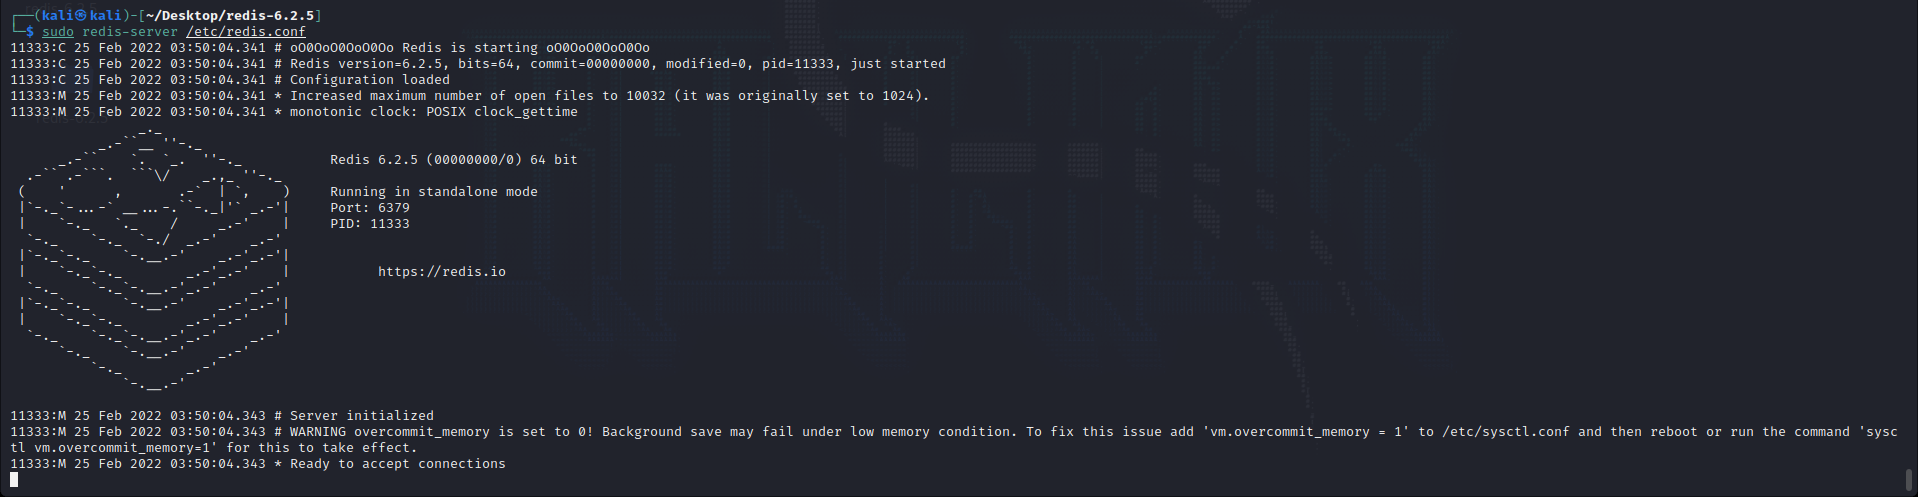 ┌──(kali㉿kali)-[~/Desktop/redis-6.2.5]
└─$ sudo redis-server /etc/redis.conf
11333:C 25 Feb 2022 03:50:04.341 # oO0OoO0OoO0Oo Redis is starting oO0OoO0OoO0Oo
11333:C 25 Feb 2022 03:50:04.341 # Redis version=6.2.5, bits=64, commit=00000000, modified=0, pid=11333, just started
11333:C 25 Feb 2022 03:50:04.341 # Configuration loaded
11333:M 25 Feb 2022 03:50:04.341 * Increased maximum number of open files to 10032 (it was originally set to 1024).
11333:M 25 Feb 2022 03:50:04.341 * monotonic clock: POSIX clock_gettime
Redis 6.2.5 (00000000/0) 64 bit
Running in standalone mode
Port: 6379
PID: 11333
https://redis.io
11333:M 25 Feb 2022 03:50:04.343 # Server initialized
11333:M 25 Feb 2022 03:50:04.343 # WARNING overcommit_memory is set to 0! Background save may fail under low memory condition. To fix this issue add 'vm.overcommit_memory = 1' to /etc/sysctl.conf and then reboot or run the command 'sysc
tl vm.overcommit_memory=1' for this to take effect.
11333:M 25 Feb 2022 03:50:04.343 * Ready to accept connections